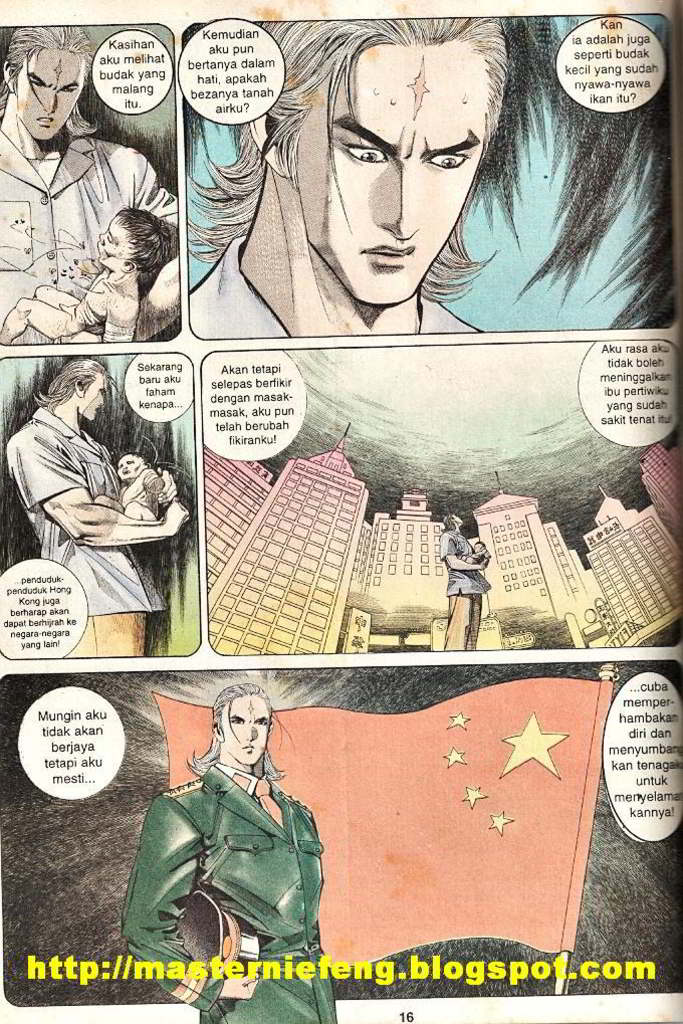 Kasihan
aku melihat
budak yang
malang
itu.
Kemudian
aku pun
bertanya dalam
hati, apakah
bezanya tanah
airku?
Kan
ia adalah juga
seperti budak
kecil yang sudah
nyawa-nyawa
ikan itu?
Sekarang
baru aku
faham
kenapa...
...penduduk-
penduduk Hong
Kong juga
berharap akan
dapat berhijrah ke
negara-negara
yang lain!
Akan tetapi
selepas berfikir
dengan masak-
masak, aku pun
telah berubah
fikiranku!
Aku rasa aku
tidak boleh
meninggalkan
ibu pertiwiku
yang sudah
sakit tenat itu!
Mungin aku
tidak akan
berjaya
tetapi aku
mesti...
...cuba
memper-
hambakan
diri dan
menyumbang
kan tenaga
untuk
menyelamat
kannya!
http://masterniefeng.blogspot.com
16